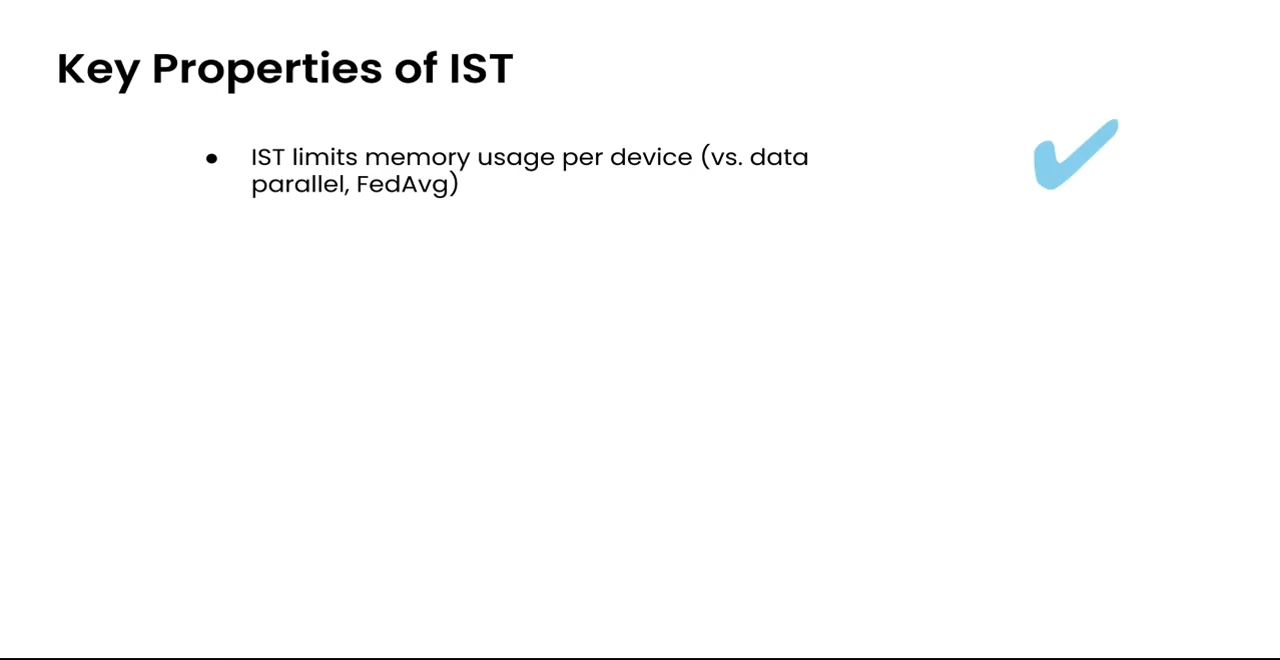 Key Properties of IST
● IST limits memory usage per device (vs. data
parallel, FedAvg)